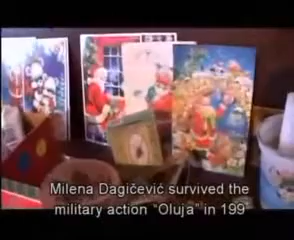 Milena Dagičević survived the
military action "Oluja" in 199